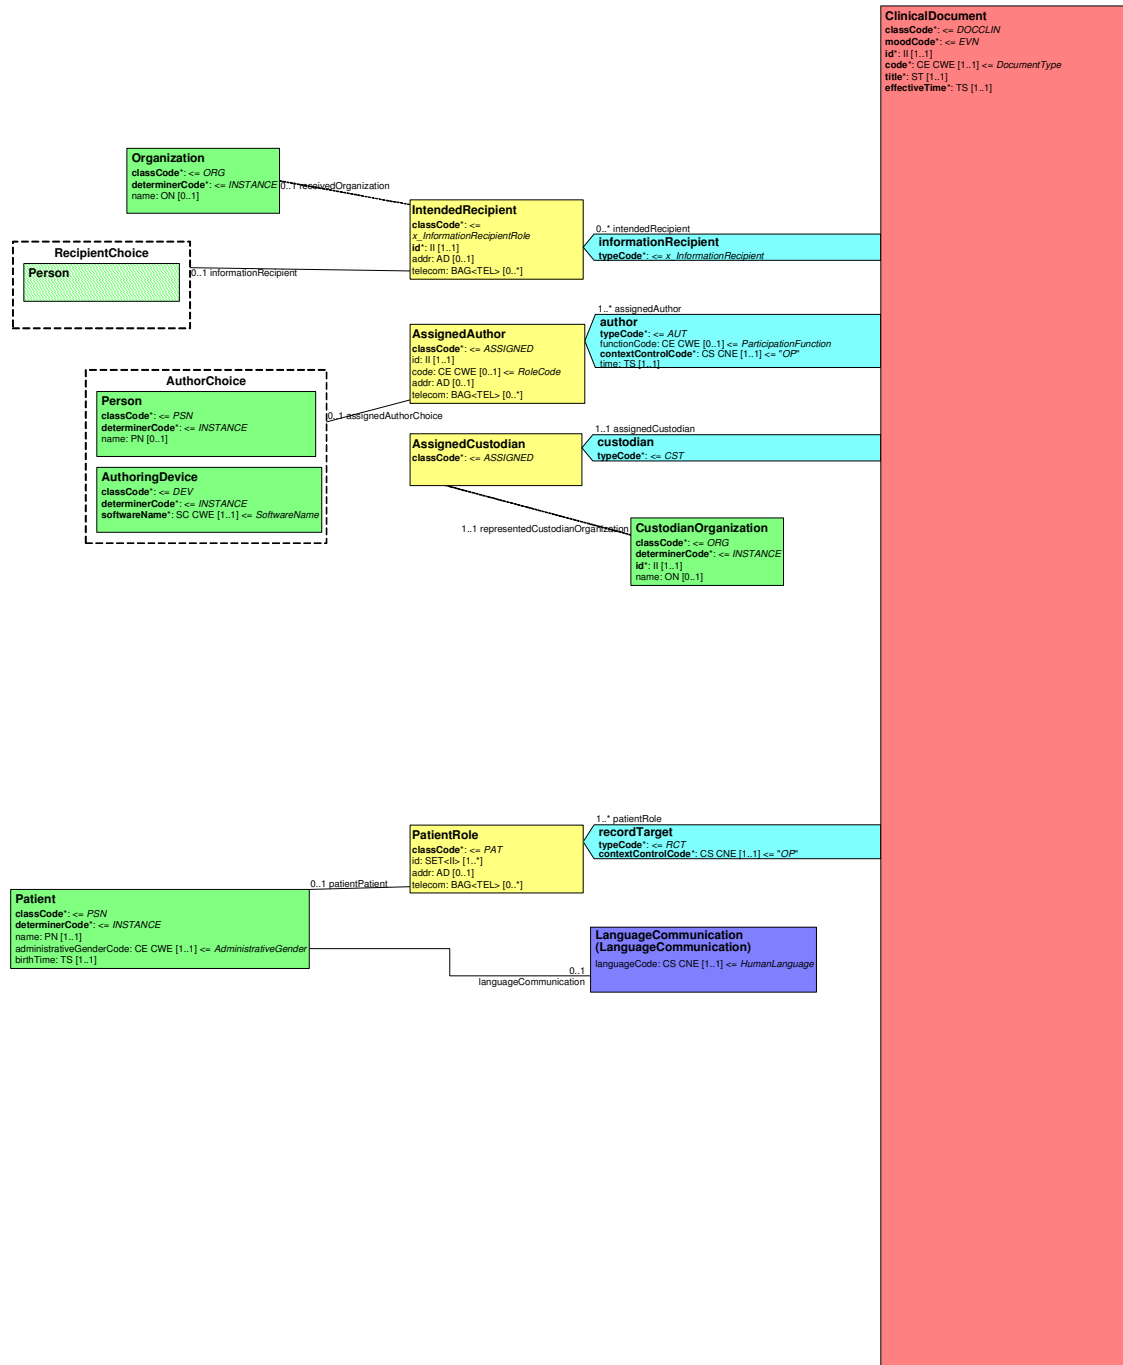 ClinicalDocument
classCode*: <= DOCCLIN
moodCode*: <= EVN
id*: II [1..1]
code*: CE CWE [1..1] <= DocumentType
title*: ST [1..1]
effectiveTime*: TS [1..1]
Organization
classCode*: <= ORG
determinerCode*: <= INSTANCE
name: ON [0..1]
0..1 receivedOrganization
IntendedRecipient
classCode*: <=
x_InformationRecipientRole
id*: II [1..1]
addr: AD [0..1]
telecom: BAG<TEL> [0..*]
0..* intendedRecipient
informationRecipient
typeCode*: <= x_InformationRecipient
RecipientChoice
Person
0..1 informationRecipient
1..* assignedAuthor
author
typeCode*: <= AUT
functionCode: CE CWE [0..1] <= ParticipationFunction
contextControlCode*: CS CNE [1..1] <= "OP"
time: TS [1..1]
AssignedAuthor
classCode*: <= ASSIGNED
id: II [1..1]
code: CE CWE [0..1] <= RoleCode
addr: AD [0..1]
telecom: BAG<TEL> [0..*]
AuthorChoice
Person
classCode*: <= PSN
determinerCode*: <= INSTANCE
name: PN [0..1]
0..1 assignedAuthorChoice
AuthoringDevice
classCode*: <= DEV
determinerCode*: <= INSTANCE
softwareName*: SC CWE [1..1] <= SoftwareName
AssignedCustodian
classCode*: <= ASSIGNED
1..1 assignedCustodian
custodian
typeCode*: <= CST
1..1 representedCustodianOrganization
CustodianOrganization
classCode*: <= ORG
determinerCode*: <= INSTANCE
id*: II [1..1]
name: ON [0..1]
1..* patientRole
recordTarget
typeCode*: <= RCT
contextControlCode*: CS CNE [1..1] <= "OP"
PatientRole
classCode*: <= PAT
id: SET<II> [1..*]
addr: AD [0..1]
telecom: BAG<TEL> [0..*]
0..1 patientPatient
Patient
classCode*: <= PSN
determinerCode*: <= INSTANCE
name: PN [1..1]
administrativeGenderCode: CE CWE [1..1] <= AdministrativeGender
birthTime: TS [1..1]
LanguageCommunication
(LanguageCommunication)
languageCode: CS CNE [1..1] <= HumanLanguage
0..1
languageCommunication